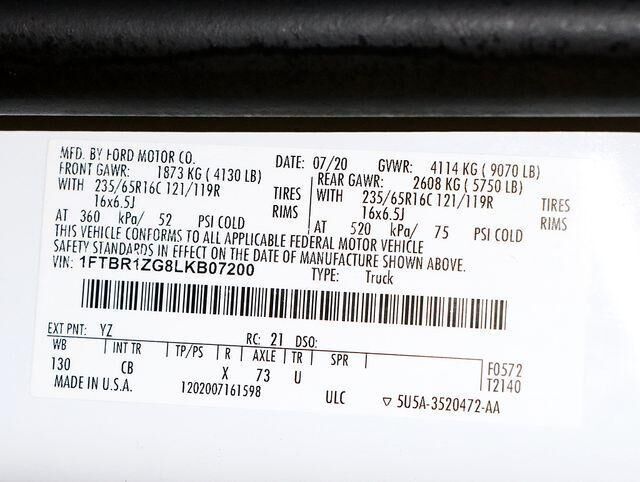 MFD. BY FORD MOTOR CO. DATE: 07/20 GVWR: 4114 KG ( 9070 LB)
FRONT GAWR: 1873 KG ( 4130 LB) REAR GAWR: 2608 KG ( 5750 LB)
WITH 235/65R16C 121/119R TIRES WITH 235/65R16C 121/119R TIRES
16x6.5J RIMS 16x6.5J RIMS
AT 360 kPa/ 52 PSI COLD AT 520 kPa/ 75 PSI COLD
THIS VEHICLE CONFORMS TO ALL APPLICABLE FEDERAL MOTOR VEHICLE
SAFETY STANDARDS IN EFFECT ON THE DATE OF MANUFACTURE SHOWN ABOVE.
VIN: 1FTBR1ZG8LKB07200 TYPE: Truck
EXT PNT: YZ RC: 21 DSO:
WB INT TR TP/PS R AXLE TR SPR F0572
130 CB X 73 U T2140
MADE IN U.S.A. 1202007161598 ULC ▽ 5U5A-3520472-AA